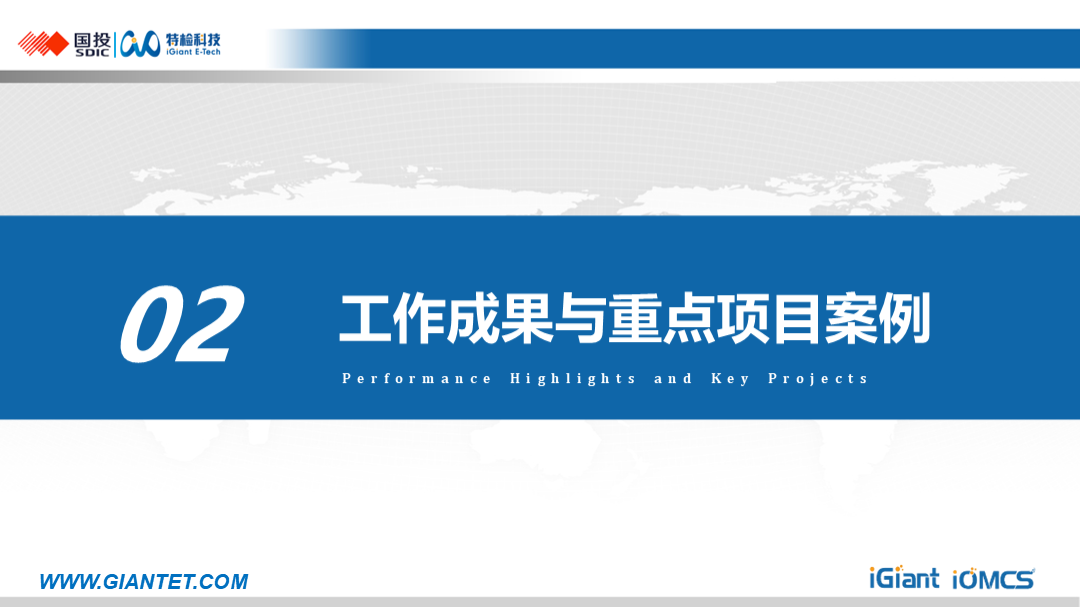 国投
SDIC
特检科技
iGiant E-Tech
02
工作成果与重点项目案例
Performance Highlights and Key Projects
WWW.GIANTET.COM
iGiant iOMCS